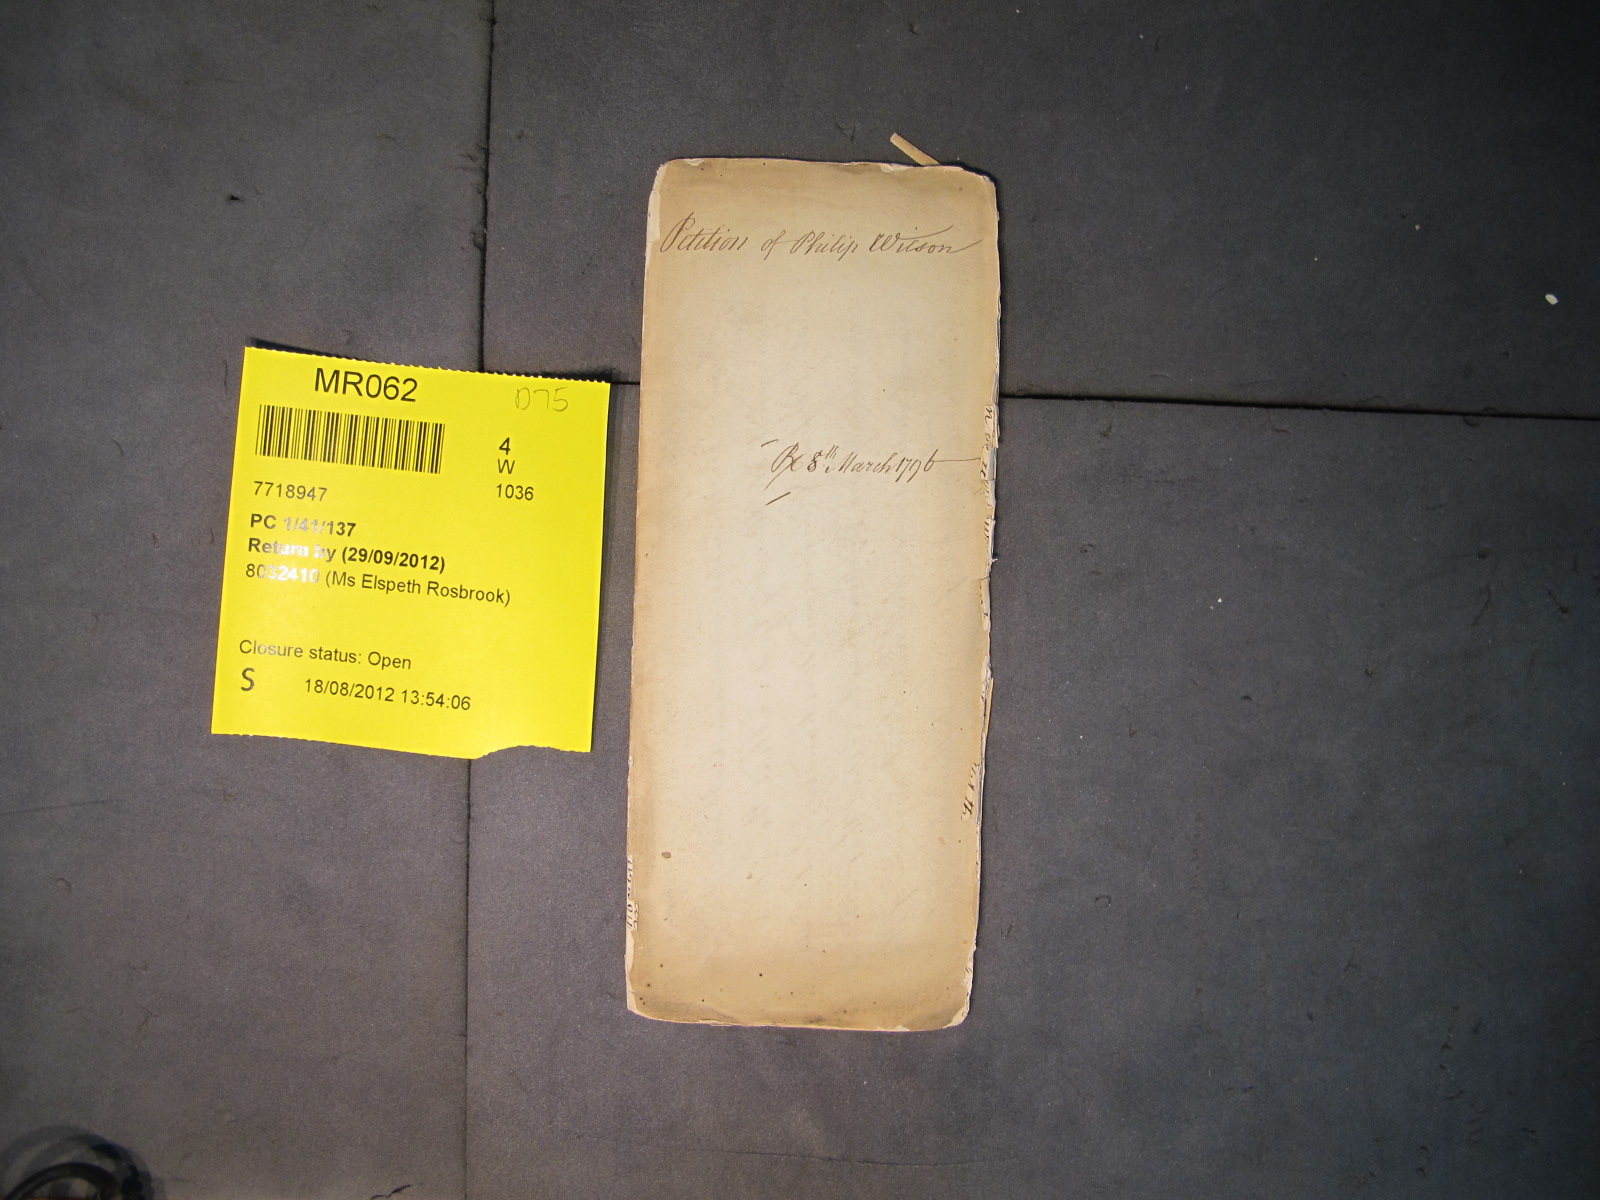 MR062
D75
4
W
1036
7718947
PC 1/41/137
Return by (29/09/2012)
8032410 (Ms Elspeth Rosbrook)
Closure status: Open
S
18/08/2012 13:54:06
Petition of Philip Wilson
Rx 8th March 1796